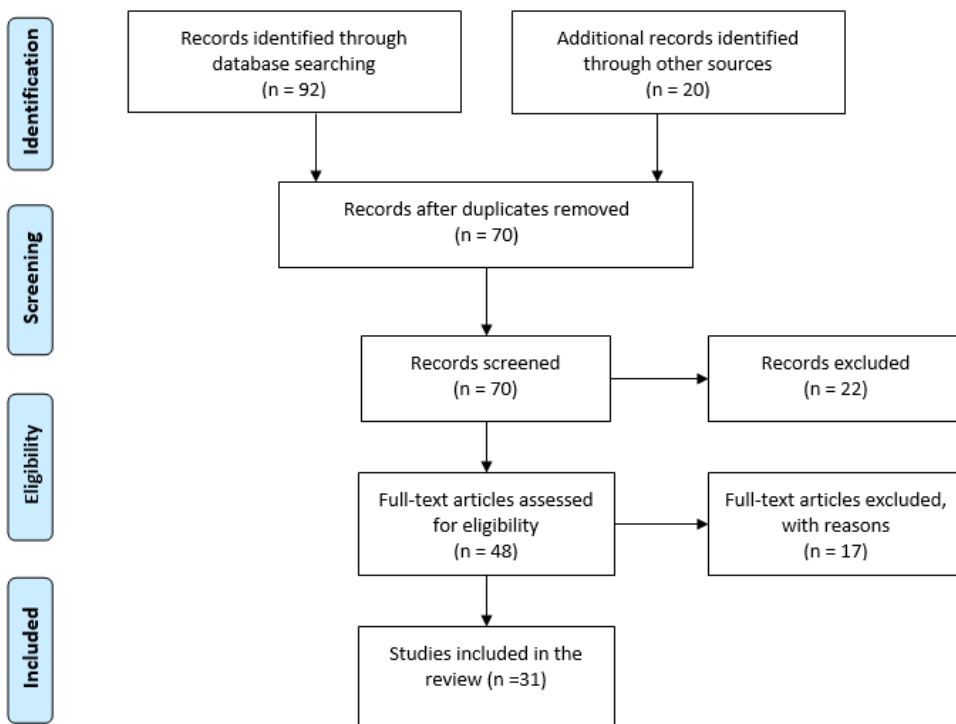 Identification
Records identified through
database searching
(n = 92)
Additional records identified
through other sources
(n = 20)
Screening
Records after duplicates removed
(n = 70)
Records screened
(n = 70)
Records excluded
(n = 22)
Eligibility
Full-text articles assessed
for eligibility
(n = 48)
Full-text articles excluded,
with reasons
(n = 17)
Included
Studies included in the
review (n =31)